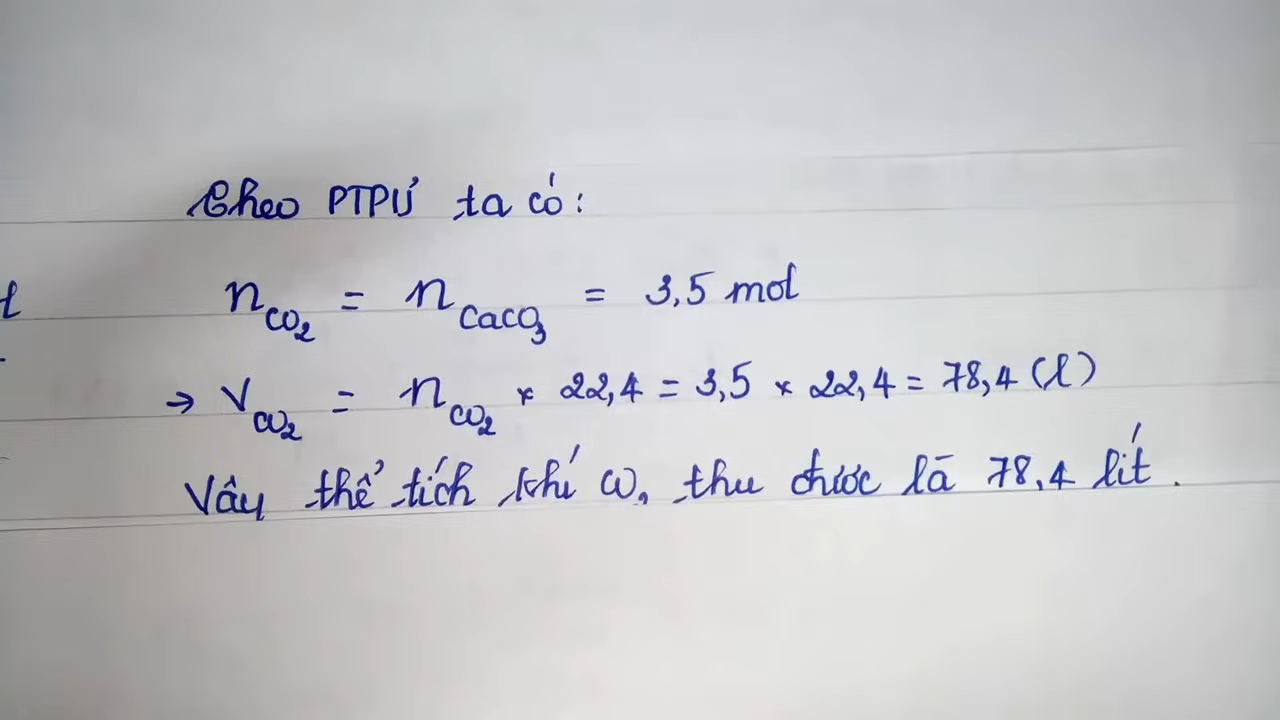 Theo PTPƯ ta có:
n_CO₂ = n_CaCO₃ = 3,5 mol
→ V_CO₂ = n_CO₂ × 22,4 = 3,5 × 22,4 = 78,4 (l)
Vậy thể tích khí CO₂ thu được là 78,4 lít.